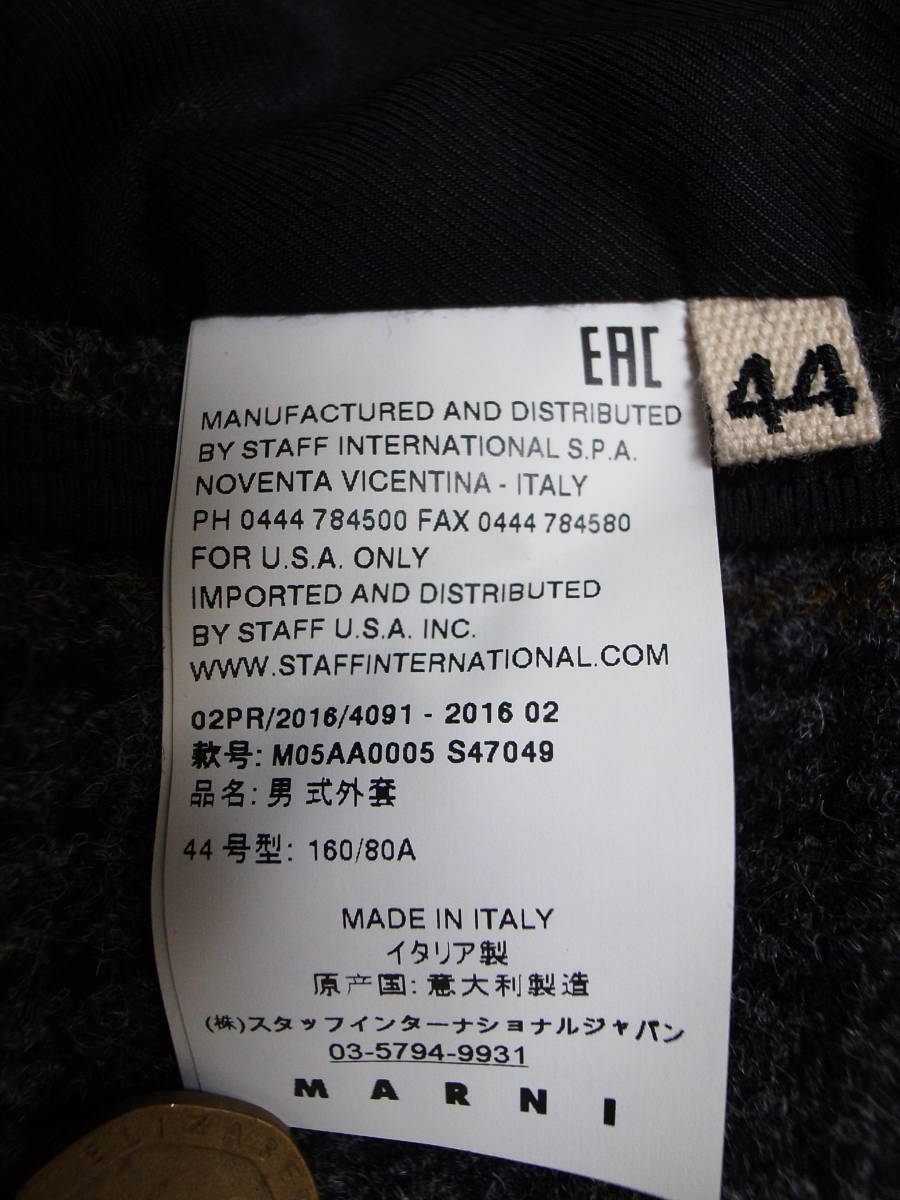 EAC
44
MANUFACTURED AND DISTRIBUTED
BY STAFF INTERNATIONAL S.P.A.
NOVENTA VICENTINA - ITALY
PH 0444 784500 FAX 0444 784580
FOR U.S.A. ONLY
IMPORTED AND DISTRIBUTED
BY STAFF U.S.A. INC.
WWW.STAFFINTERNATIONAL.COM
02PR/2016/4091 - 2016 02
款号: M05AA0005 S47049
品名: 男 式外套
44 号型: 160/80A
MADE IN ITALY
イタリア製
原产国: 意大利製造
(株)スタッフインターナショナルジャパン
03-5794-9931
MARNI
ELIZABE